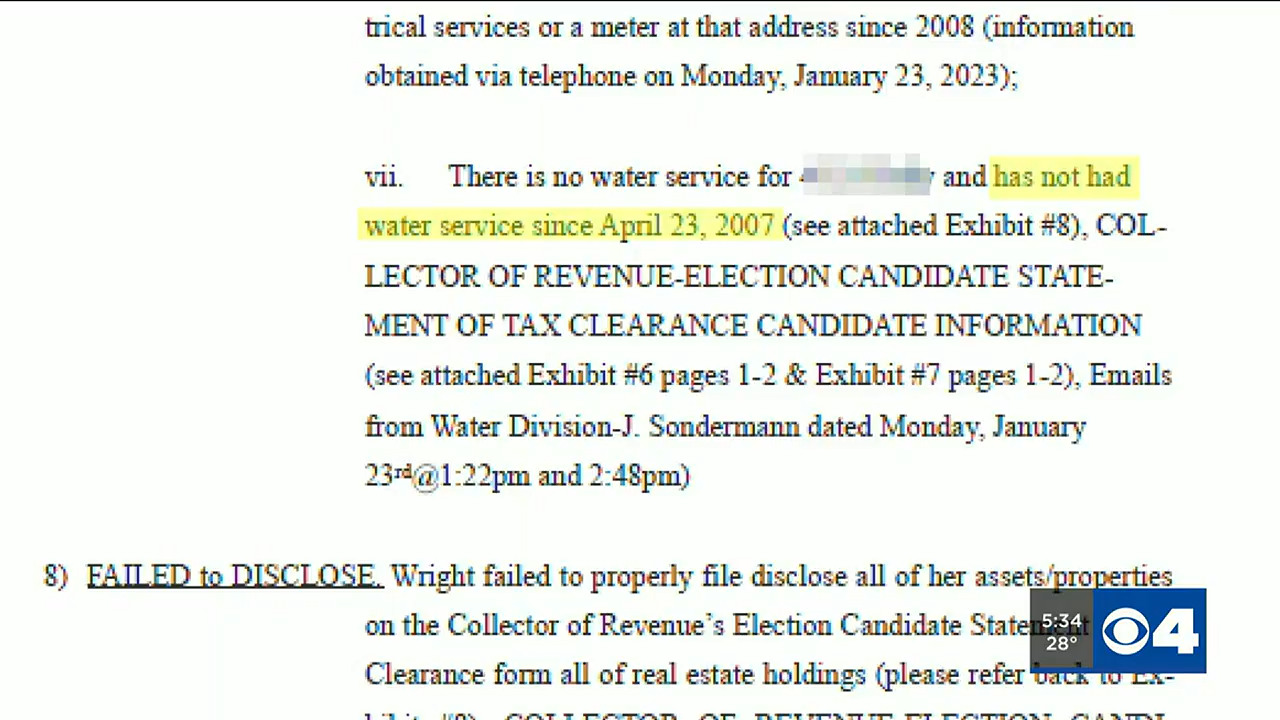 trical services or a meter at that address since 2008 (information
obtained via telephone on Monday, January 23, 2023);
vii. There is no water service for and has not had
water service since April 23, 2007 (see attached Exhibit #8), COL-
LECTOR OF REVENUE-ELECTION CANDIDATE STATE-
MENT OF TAX CLEARANCE CANDIDATE INFORMATION
(see attached Exhibit #6 pages 1-2 & Exhibit #7 pages 1-2), Emails
from Water Division-J. Sondermann dated Monday, January
23rd@1:22pm and 2:48pm)
8) FAILED to DISCLOSE. Wright failed to properly file disclose all of her assets/properties
on the Collector of Revenue's Election Candidate Statement
Clearance form all of real estate holdings (please refer back to Ex-
COLLECTOR OF REVENUE-ELECTION CANDI-
5:34
28°
4